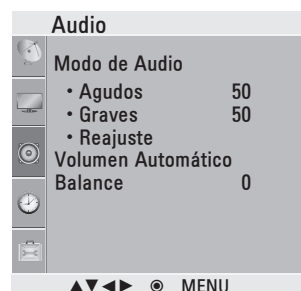 Audio
Modo de Audio
• Agudos 50
• Graves 50
• Reajuste
Volumen Automático
Balance 0
▲▼◄► ◉ MENU